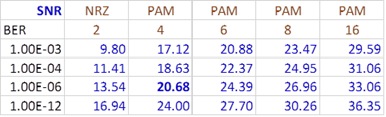 SNR NRZ PAM PAM PAM PAM
BER 2 4 6 8 16
1.00E-03 9.80 17.12 20.88 23.47 29.59
1.00E-04 11.41 18.63 22.37 24.95 31.06
1.00E-06 13.54 20.68 24.39 26.96 33.06
1.00E-12 16.94 24.00 27.70 30.26 36.35